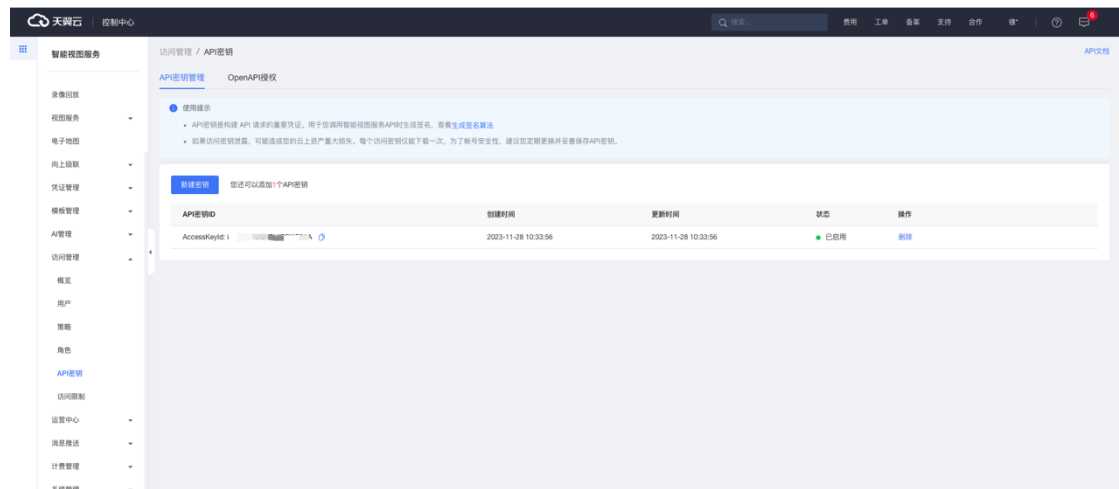 天翼云 控制中心 搜索... 费用 工单 备案 支持 合作 6
智能视图服务 访问管理 / API密钥 API文档
API密钥管理 OpenAPI授权
录像回放
使用提示
视图服务
• API密钥是构建 API 请求的重要凭证。用于您调用智能视图服务API时生成签名，查看生成签名算法
电子地图
• 如果访问密钥泄露，可能造成您的云上资产重大损失。每个访问密钥仅能下载一次，为了帐号安全性，建议您定期更换并妥善保存API密钥。
向上级联
凭证管理
新建密钥 您还可以添加1个API密钥
模板管理
API密钥ID 创建时间 更新时间 状态 操作
AI管理
AccessKeyId: 2023-11-28 10:33:56 2023-11-28 10:33:56 已启用 删除
访问管理
概览
用户
策略
角色
API密钥
访问限制
运营中心
消息推送
计费管理
系统管理